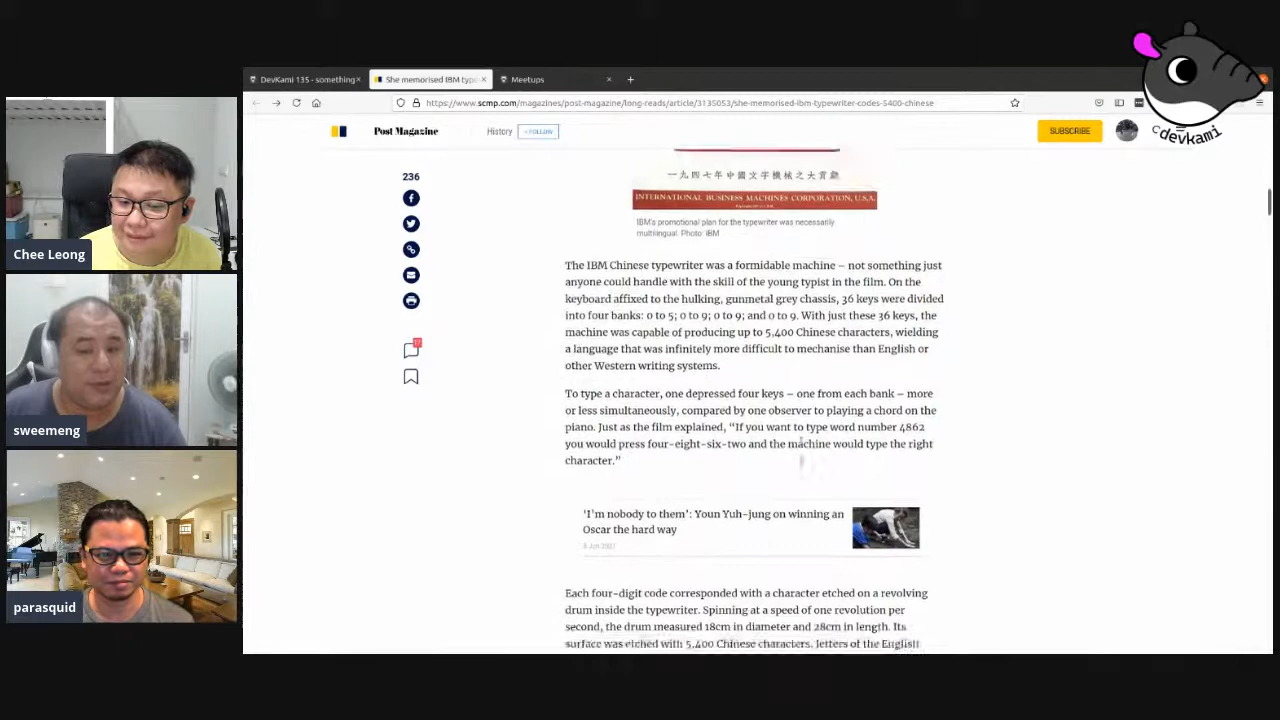 DevKami 135 - something
She memorised IBM type
Meetups
https://www.scmp.com/magazines/post-magazine/long-reads/article/3135053/she-memorised-ibm-typewriter-codes-5400-chinese
Post Magazine
History
+ FOLLOW
SUBSCRIBE
devkami
236
17
一九四七年中國文字機械之大貢獻
INTERNATIONAL BUSINESS MACHINES CORPORATION, U.S.A.
IBM's promotional plan for the typewriter was necessarily
multilingual. Photo: IBM
The IBM Chinese typewriter was a formidable machine – not something just
anyone could handle with the skill of the young typist in the film. On the
keyboard affixed to the hulking, gunmetal grey chassis, 36 keys were divided
into four banks: 0 to 5; 0 to 9; 0 to 9; and 0 to 9. With just these 36 keys, the
machine was capable of producing up to 5,400 Chinese characters, wielding
a language that was infinitely more difficult to mechanise than English or
other Western writing systems.
To type a character, one depressed four keys – one from each bank – more
or less simultaneously, compared by one observer to playing a chord on the
piano. Just as the film explained, “If you want to type word number 4862
you would press four-eight-six-two and the machine would type the right
character.”
‘I’m nobody to them’: Youn Yuh-jung on winning an
Oscar the hard way
Jun 2021
Each four-digit code corresponded with a character etched on a revolving
drum inside the typewriter. Spinning at a speed of one revolution per
second, the drum measured 18cm in diameter and 28cm in length. Its
surface was etched with 5,400 Chinese characters, letters of the English
Chee Leong
sweemeng
parasquid